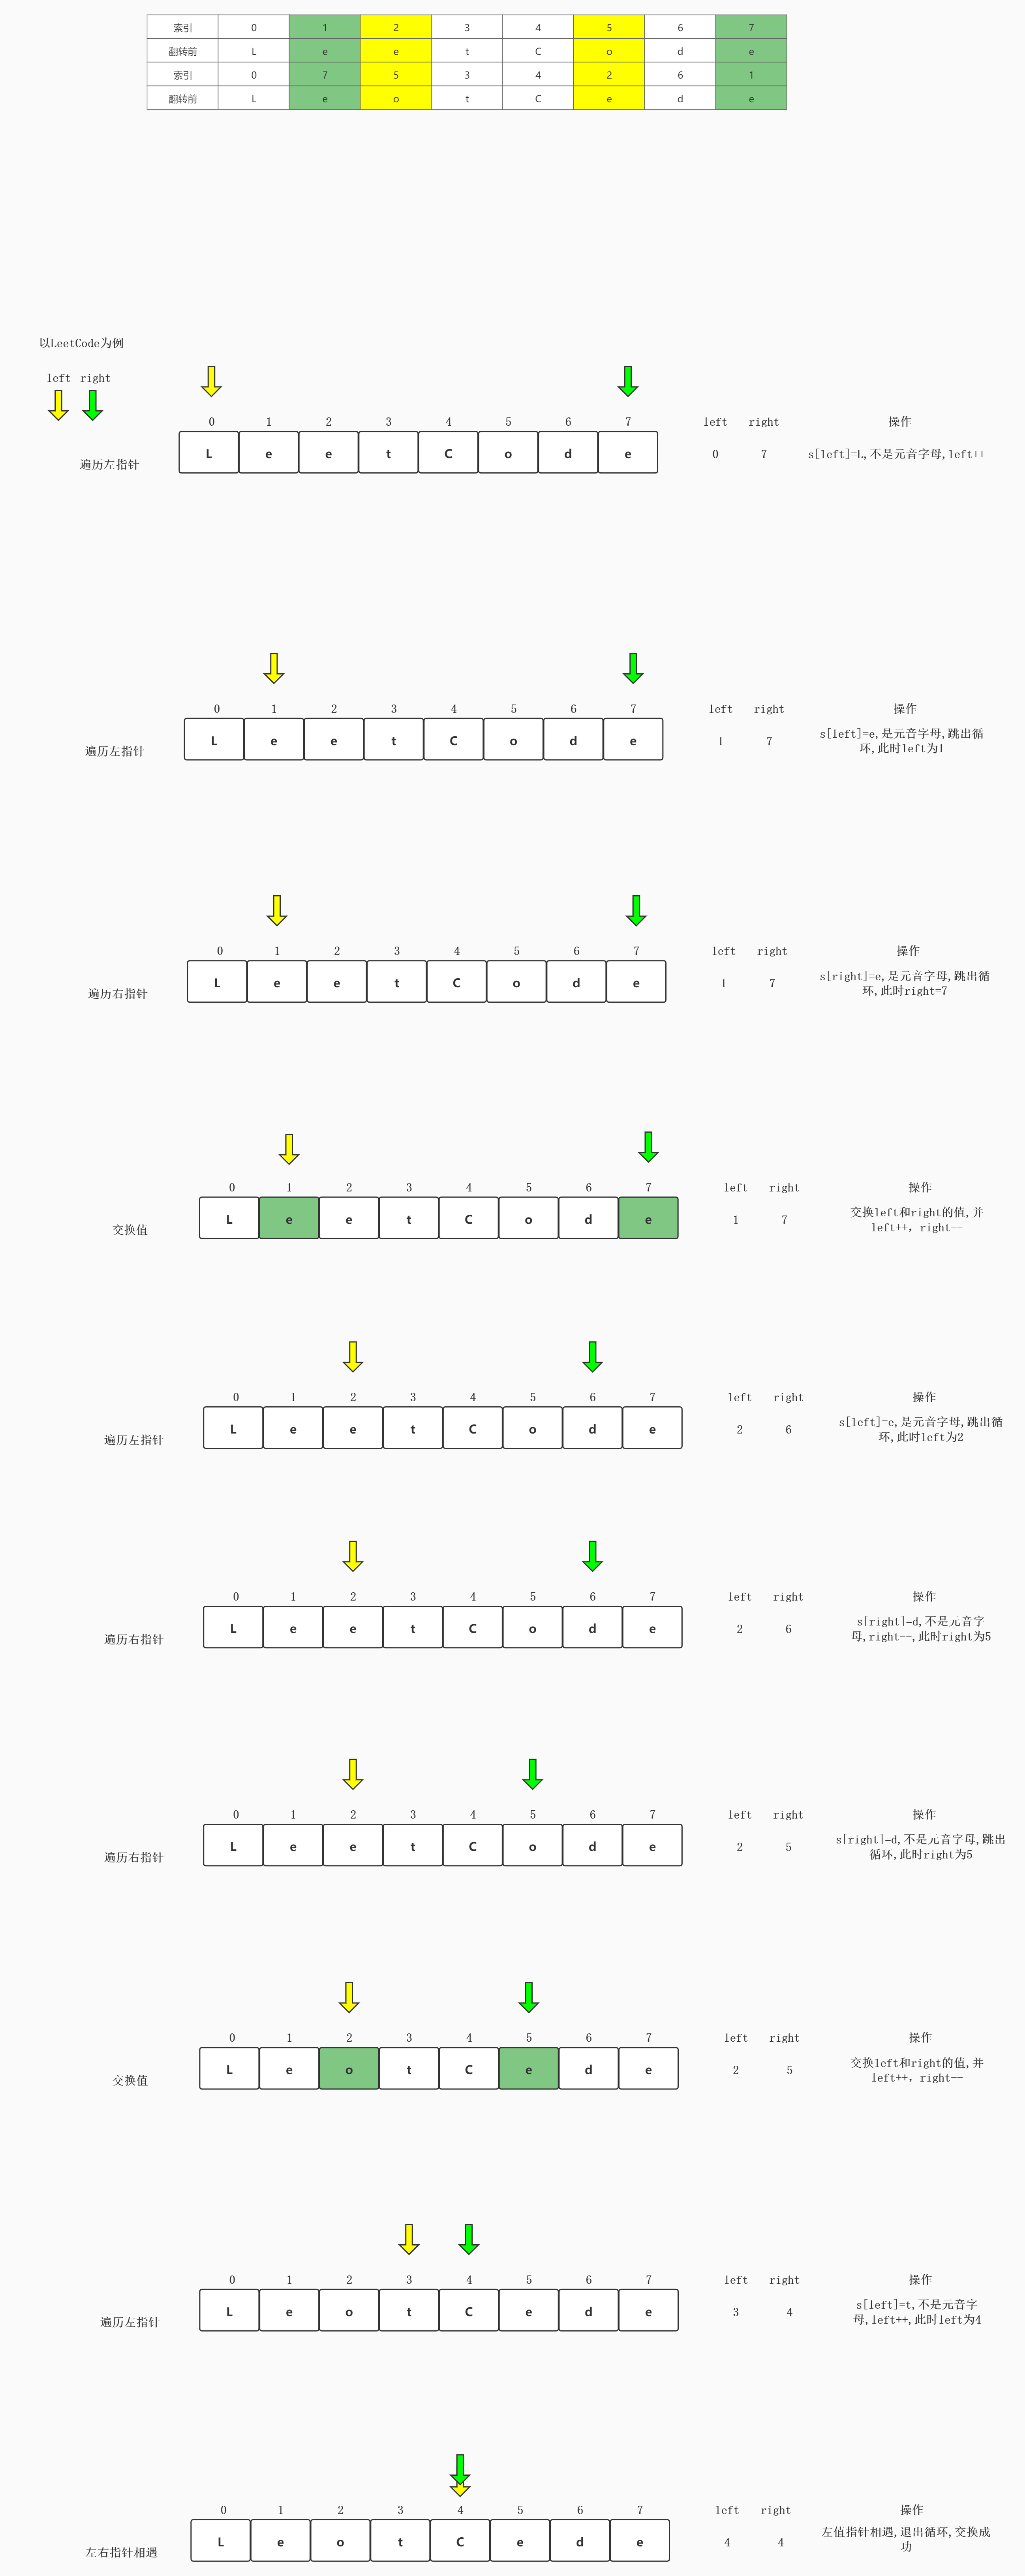 索引 0 1 2 3 4 5 6 7
翻转前 L e e t C o d e
索引 0 7 5 3 4 2 6 1
翻转前 L e o t C e d e
以LeetCode为例
left right
0 1 2 3 4 5 6 7 left right 操作
遍历左指针 L e e t C o d e 0 7 s[left]=L,不是元音字母,left++
0 1 2 3 4 5 6 7 left right 操作
遍历左指针 L e e t C o d e 1 7 s[left]=e,是元音字母,跳出循
环,此时left为1
0 1 2 3 4 5 6 7 left right 操作
遍历右指针 L e e t C o d e 1 7 s[right]=e,是元音字母,跳出循
环,此时right=7
0 1 2 3 4 5 6 7 left right 操作
交换值 L e e t C o d e 1 7 交换left和right的值,并
left++, right--
0 1 2 3 4 5 6 7 left right 操作
遍历左指针 L e e t C o d e 2 6 s[left]=e,是元音字母,跳出循
环,此时left为2
0 1 2 3 4 5 6 7 left right 操作
遍历右指针 L e e t C o d e 2 6 s[right]=d,不是元音字
母,right--,此时right为5
0 1 2 3 4 5 6 7 left right 操作
遍历右指针 L e e t C o d e 2 5 s[right]=d,不是元音字母,跳出
循环,此时right为5
0 1 2 3 4 5 6 7 left right 操作
交换值 L e o t C e d e 2 5 交换left和right的值,并
left++, right--
0 1 2 3 4 5 6 7 left right 操作
遍历左指针 L e o t C e d e 3 4 s[left]=t,不是元音字
母,left++,此时left为4
0 1 2 3 4 5 6 7 left right 操作
左右指针相遇 L e o t C e d e 4 4 左值指针相遇,退出循环,交换成
功